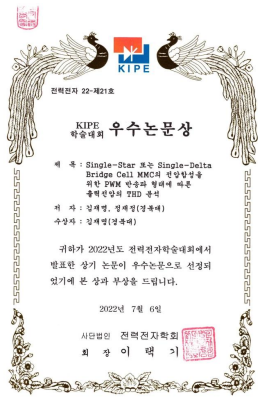 KIPE
전력전자 22-제21호
KIPE
학술대회 우수논문상
제 목 : Single-Star 또는 Single-Delta
Bridge Cell MMC의 전압합성을
위한 PWM 반송파 형태에 따른
출력전압의 THD 분석
저 자 : 김재명, 정재정(경북대)
수상자 : 김재명(경북대)
귀하가 2022년도 전력전자학술대회에서
발표한 상기 논문이 우수논문으로 선정되
었기에 본 상과 부상을 드립니다.
2022년 7월 6일
사단법인 전력전자학회
회 장 이택기